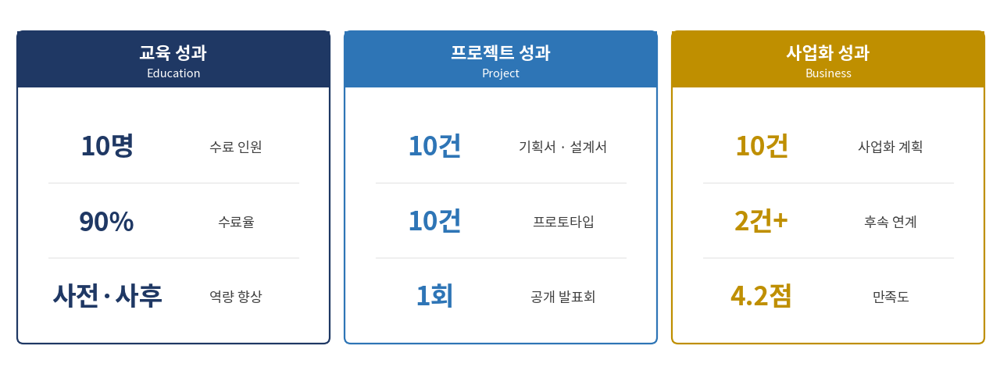 교육 성과
Education
10명 수료 인원
90% 수료율
사전·사후 역량 향상
프로젝트 성과
Project
10건 기획서 · 설계서
10건 프로토타입
1회 공개 발표회
사업화 성과
Business
10건 사업화 계획
2건+ 후속 연계
4.2점 만족도